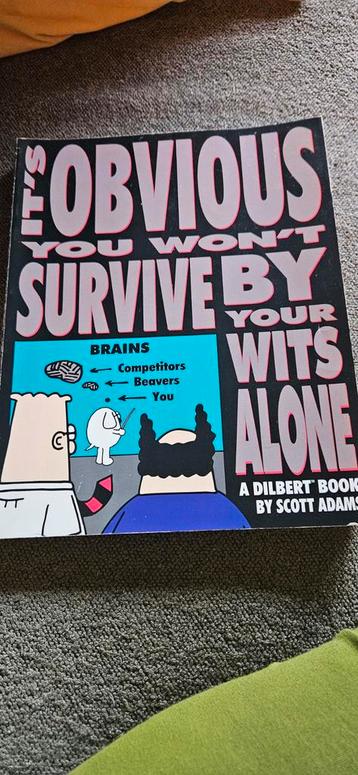 IT'S OBVIOUS
YOU WON'T
SURVIVE BY
YOUR
WITS
ALONE
BRAINS
Competitors
Beavers
You
A DILBERT™ BOOK
BY SCOTT ADAMS